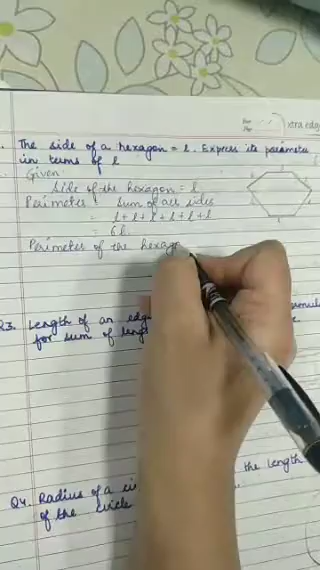 xtra edge
The side of a hexagon = l. Express its perimeter
in terms of l
Given:
Side of the hexagon = l
Perimeter = Sum of all sides
= l + l + l + l + l + l
= 6l
Perimeter of the hexago
Q3. Length of an edge
for sum of leng
Q4. Radius of a ci the length
of the circle